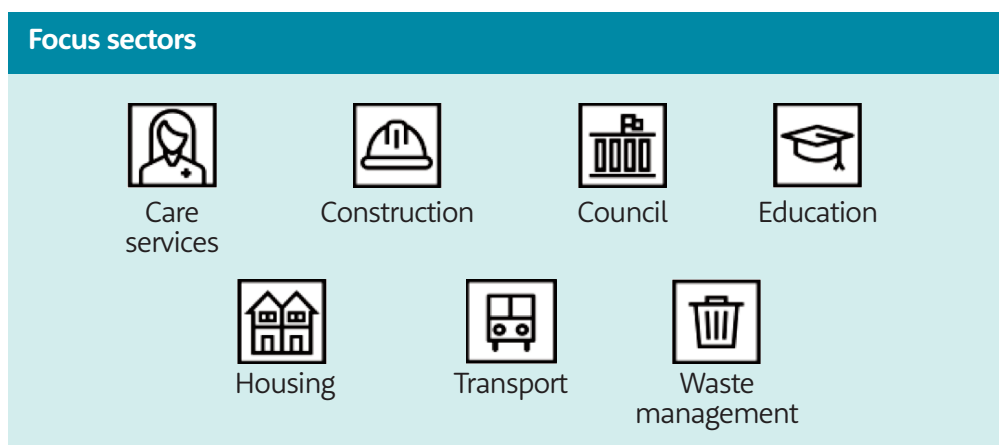 Focus sectors
Care
services
Construction
Council
Education
Housing
Transport
Waste
management